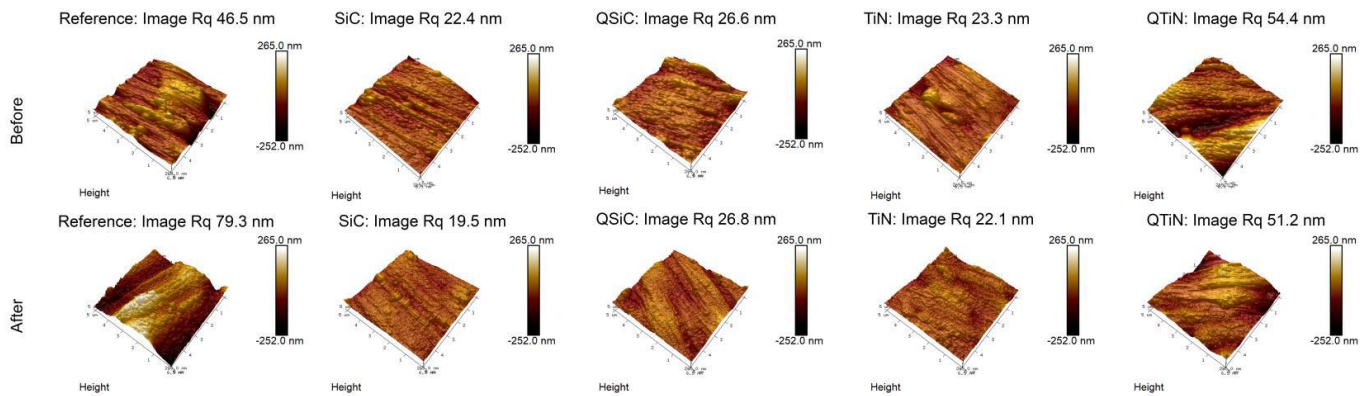 Reference: Image Rq 46.5 nm
SiC: Image Rq 22.4 nm
QSiC: Image Rq 26.6 nm
TiN: Image Rq 23.3 nm
QTiN: Image Rq 54.4 nm
265.0 nm
265.0 nm
265.0 nm
265.0 nm
265.0 nm
Before
-252.0 nm
-252.0 nm
-252.0 nm
-252.0 nm
-252.0 nm
Height
Height
Height
Height
Height
Reference: Image Rq 79.3 nm
SiC: Image Rq 19.5 nm
QSiC: Image Rq 26.8 nm
TiN: Image Rq 22.1 nm
QTiN: Image Rq 51.2 nm
265.0 nm
265.0 nm
265.0 nm
265.0 nm
265.0 nm
After
-252.0 nm
-252.0 nm
-252.0 nm
-252.0 nm
-252.0 nm
Height
Height
Height
Height
Height